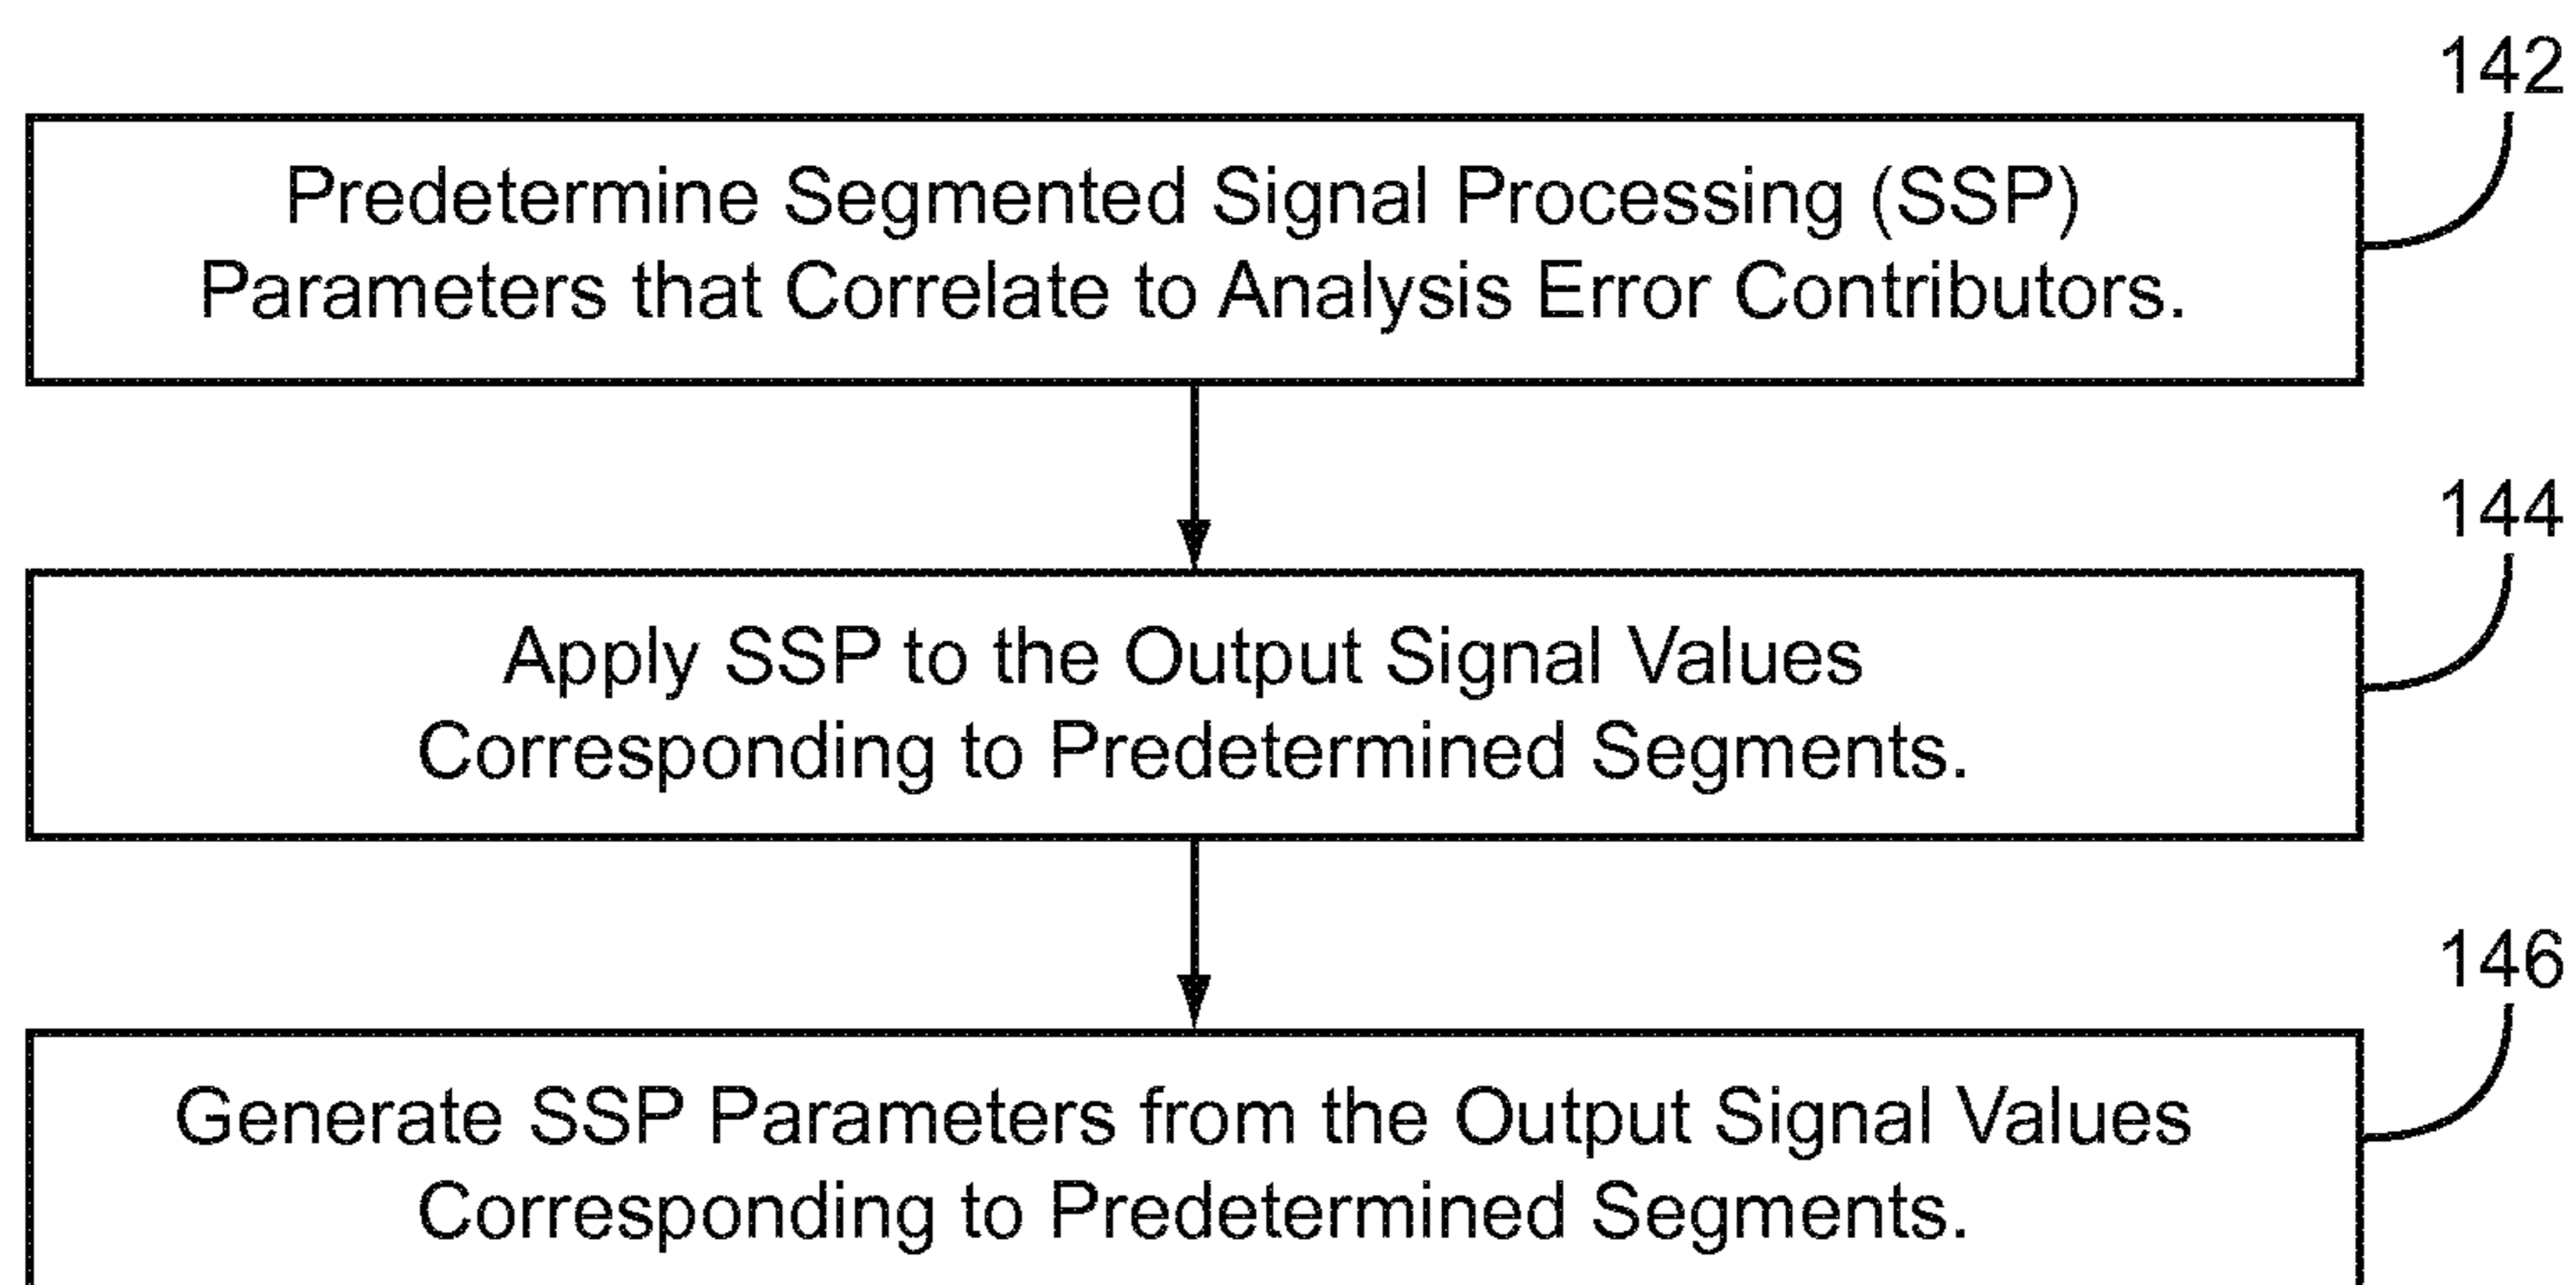 142
Predetermine Segmented Signal Processing (SSP)
Parameters that Correlate to Analysis Error Contributors.
144
Apply SSP to the Output Signal Values
Corresponding to Predetermined Segments.
146
Generate SSP Parameters from the Output Signal Values
Corresponding to Predetermined Segments.